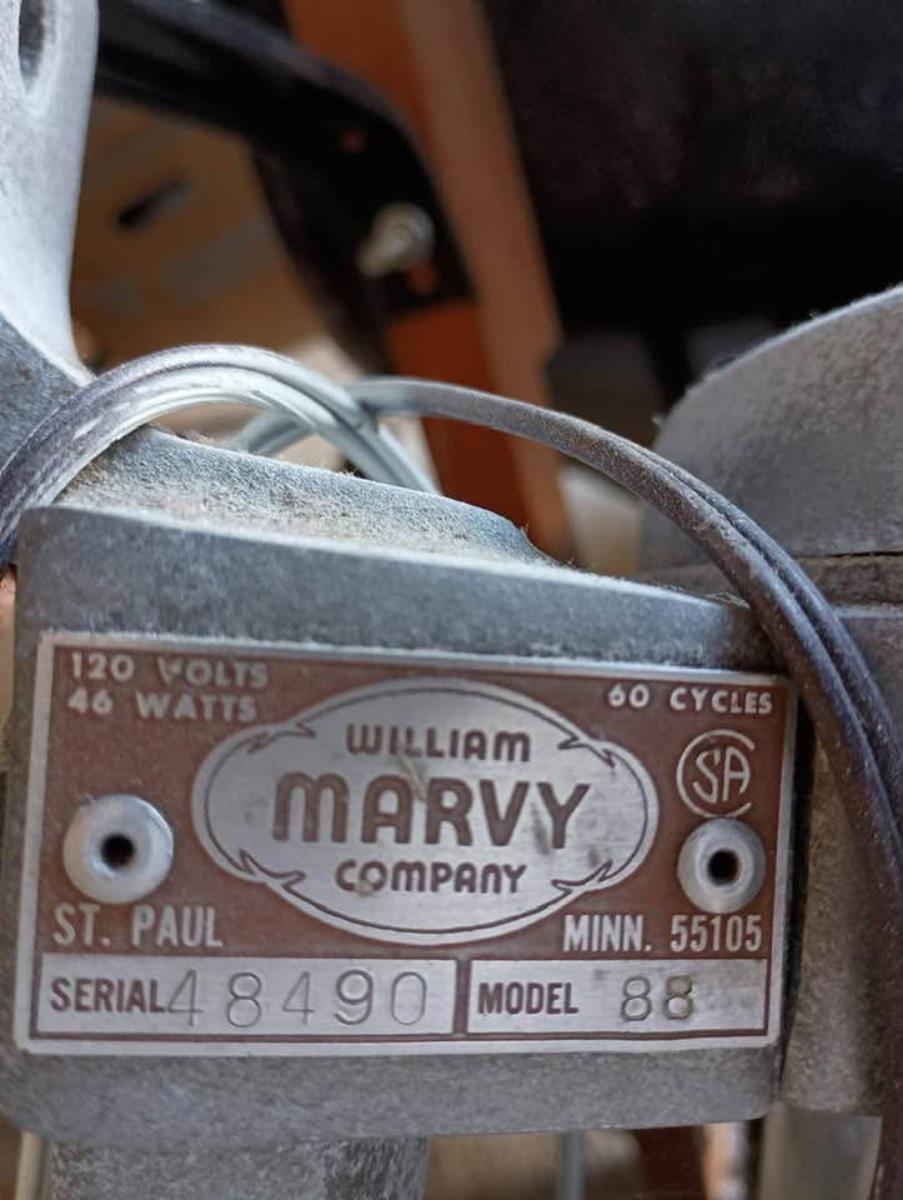 120 VOLTS
46 WATTS
60 CYCLES
WILLIAM
MARVY
COMPANY
SA
ST. PAUL
MINN. 55105
SERIAL 48490
MODEL 88